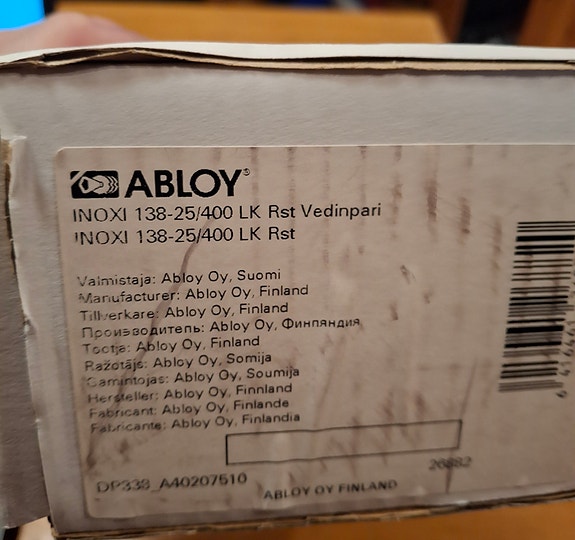 ABLOY®
INOXI 138-25/400 LK Rst Vedinpari
INOXI 138-25/400 LK Rst
Valmistaja: Abloy Oy, Suomi
Manufacturer: Abloy Oy, Finland
Tillverkare: Abloy Oy, Finland
Производитель: Abloy Oy, Финляндия
Tootja: Abloy Oy, Finland
Ražotājs: Abloy Oy, Somija
Gamintojas: Abloy Oy, Suomija
Hersteller: Abloy Oy, Finnland
Fabricant: Abloy Oy, Finlande
Fabricante: Abloy Oy, Finlandia
26882
DP338_A40207510
ABLOY OY FINLAND